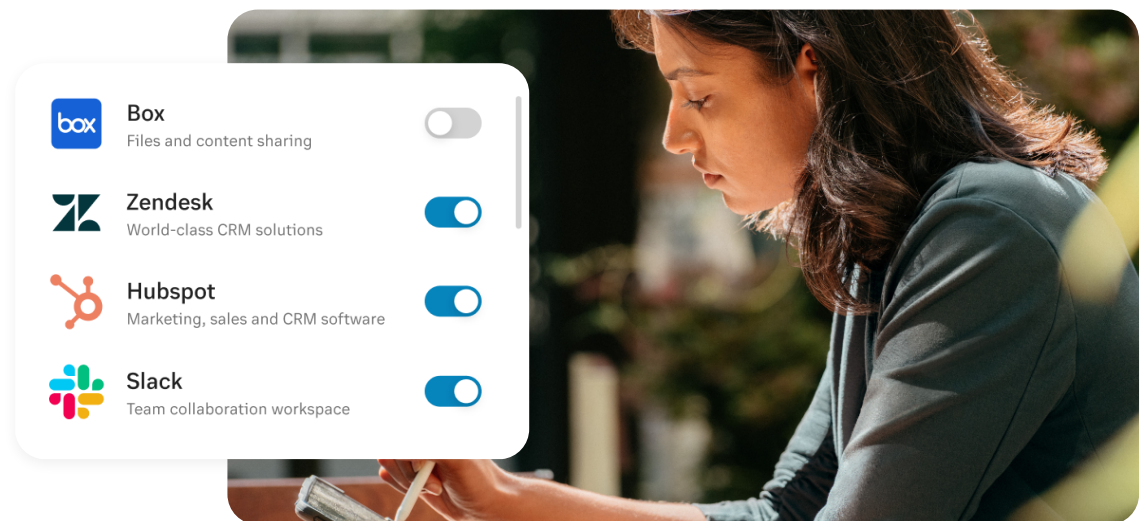 box
Box
Files and content sharing
Zendesk
World-class CRM solutions
Hubspot
Marketing, sales and CRM software
Slack
Team collaboration workspace